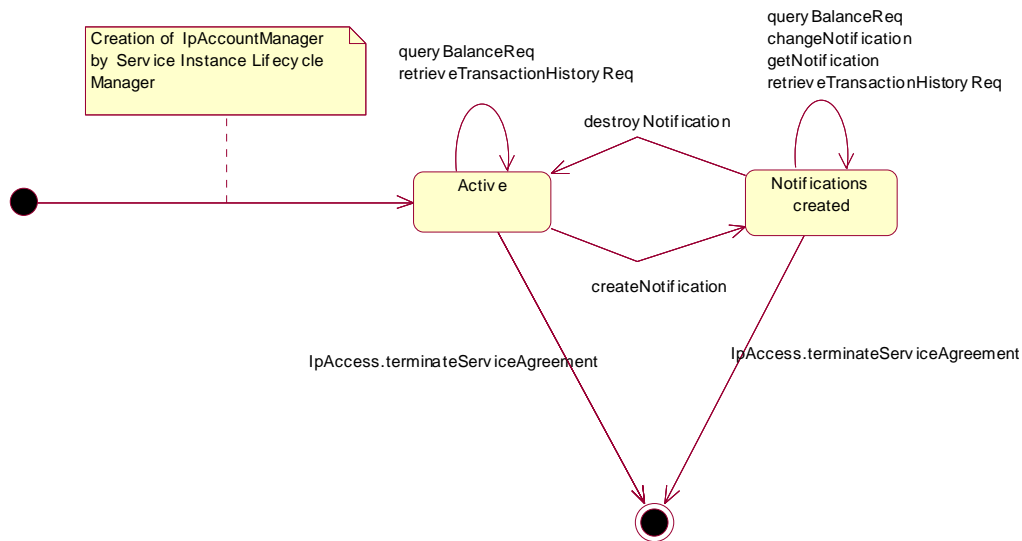 Creation of IpAccountManager
by Service Instance Lifecycle
Manager
queryBalanceReq
retrieveTransactionHistoryReq
queryBalanceReq
changeNotification
getNotification
retrieveTransactionHistoryReq
destroyNotification
Active
Notifications
created
createNotification
IpAccess.terminateServiceAgreement
IpAccess.terminateServiceAgreement